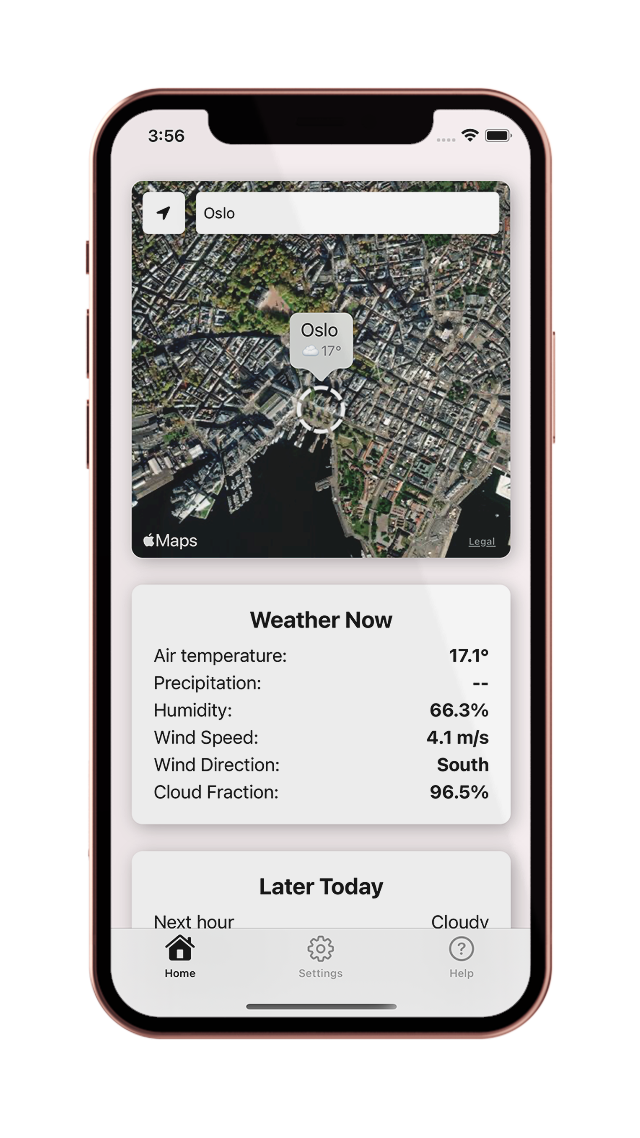 3:56
Oslo
Oslo
17°
Maps
Legal
Weather Now
Air temperature: 17.1°
Precipitation: --
Humidity: 66.3%
Wind Speed: 4.1 m/s
Wind Direction: South
Cloud Fraction: 96.5%
Later Today
Next hour Cloudy
Home Settings Help